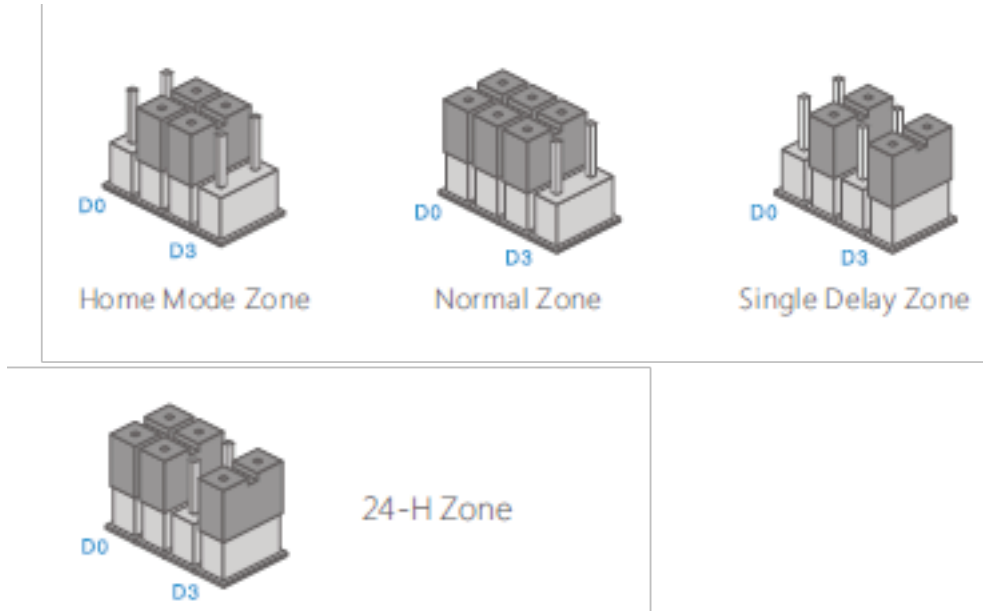 D0 D0 D0
D3 D3 D3
Home Mode Zone Normal Zone Single Delay Zone
24-H Zone
D0
D3